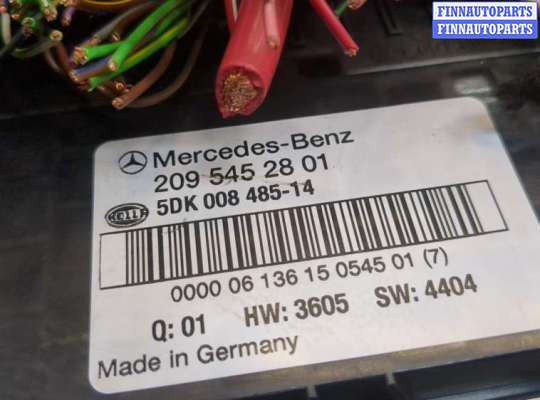 FINNAUTOPARTS
FINNAUTOPARTS
Mercedes-Benz
209 545 28 01
HELLA
5DK 008 485-14
0000 06 136 15 0545 01 (7)
Q: 01 HW: 3605 SW: 4404
Made in Germany